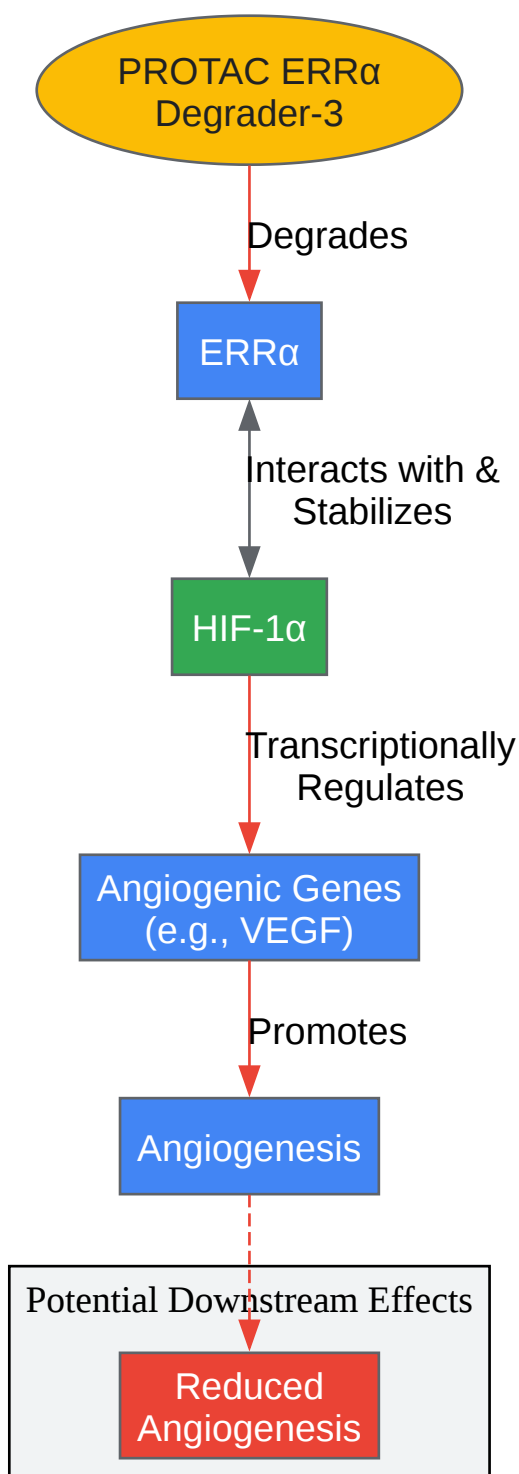 PROTAC ERRα
Degrader-3
Degrades
ERRα
Interacts with &
Stabilizes
HIF-1α
Transcriptionally
Regulates
Angiogenic Genes
(e.g., VEGF)
Promotes
Angiogenesis
Potential Downstream Effects
Reduced
Angiogenesis